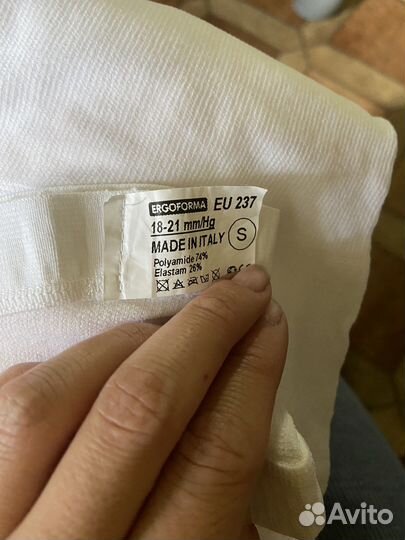 ERGOFORMA EU 237
18-21 mm/Hg
MADE IN ITALY S
Polyamide 74%
Elastam 26%
Avito